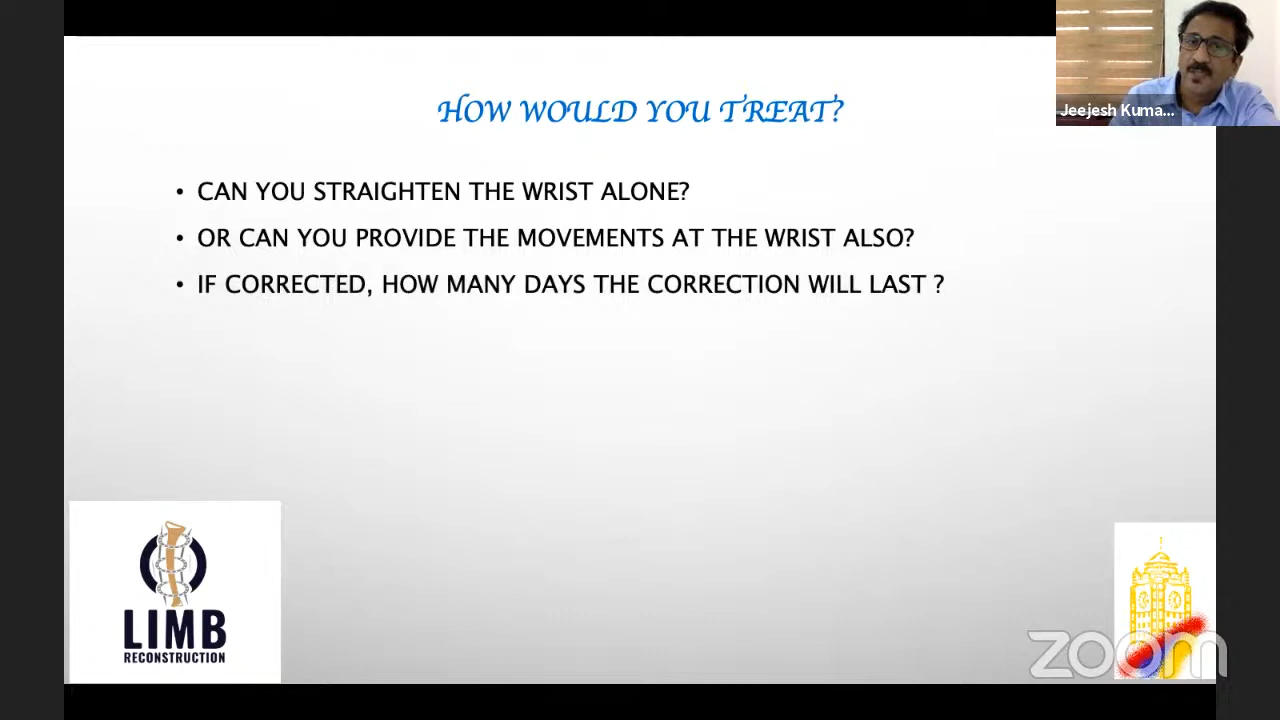 HOW WOULD YOU TREAT?
Jeejesh Kuma...
• CAN YOU STRAIGHTEN THE WRIST ALONE?
• OR CAN YOU PROVIDE THE MOVEMENTS AT THE WRIST ALSO?
• IF CORRECTED, HOW MANY DAYS THE CORRECTION WILL LAST ?
LIMB
RECONSTRUCTION
zoom